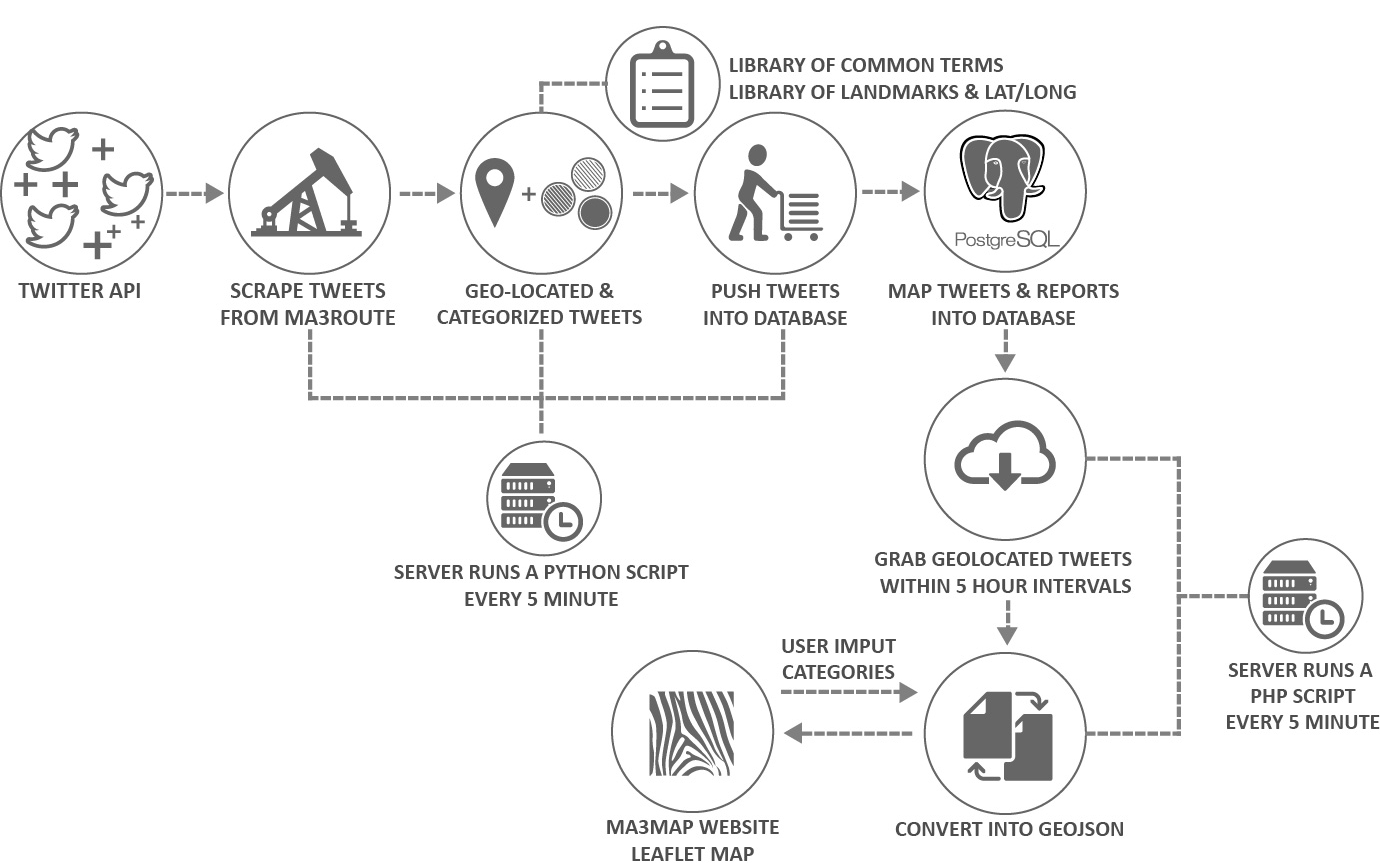 LIBRARY OF COMMON TERMS
LIBRARY OF LANDMARKS & LAT/LONG
PostgreSQL
TWITTER API
SCRAPE TWEETS
FROM MA3ROUTE
GEO-LOCATED &
CATEGORIZED TWEETS
PUSH TWEETS
INTO DATABASE
MAP TWEETS & REPORTS
INTO DATABASE
SERVER RUNS A PYTHON SCRIPT
EVERY 5 MINUTE
GRAB GEOLOCATED TWEETS
WITHIN 5 HOUR INTERVALS
SERVER RUNS A
PHP SCRIPT
EVERY 5 MINUTE
USER IMPUT
CATEGORIES
MA3MAP WEBSITE
LEAFLET MAP
CONVERT INTO GEOJSON